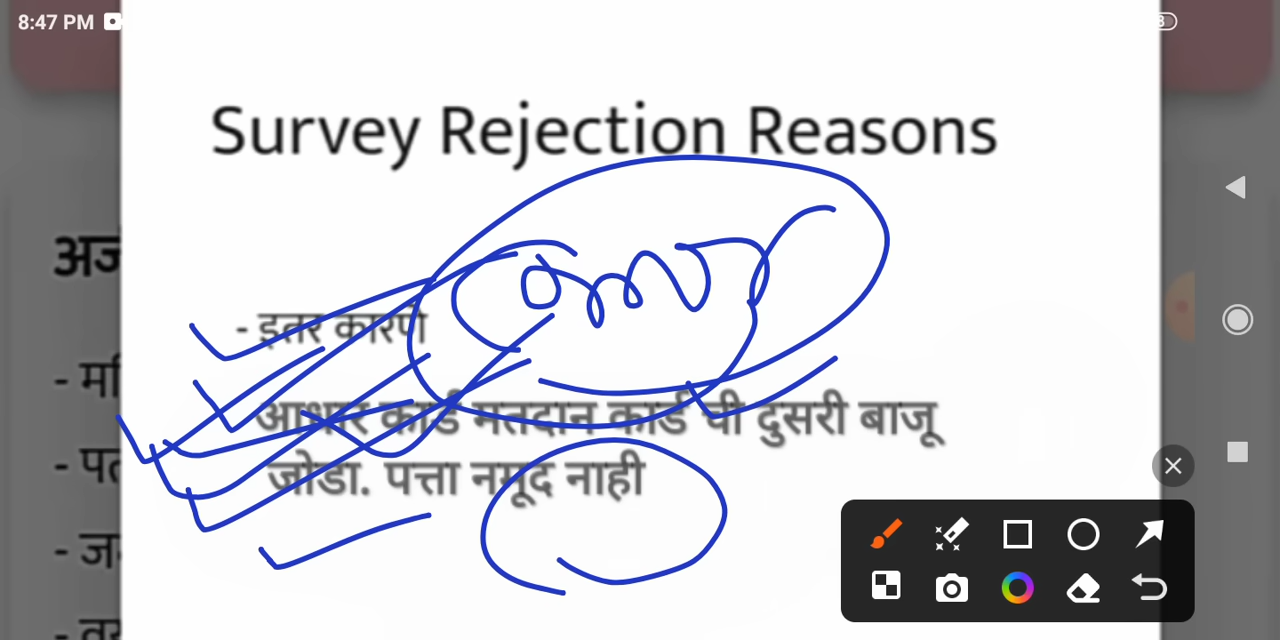 8:47 PM
Survey Rejection Reasons
- इतर कारणे
आधार कार्ड मतदान कार्ड ची दुसरी बाजू
जोडा. पत्ता नमूद नाही